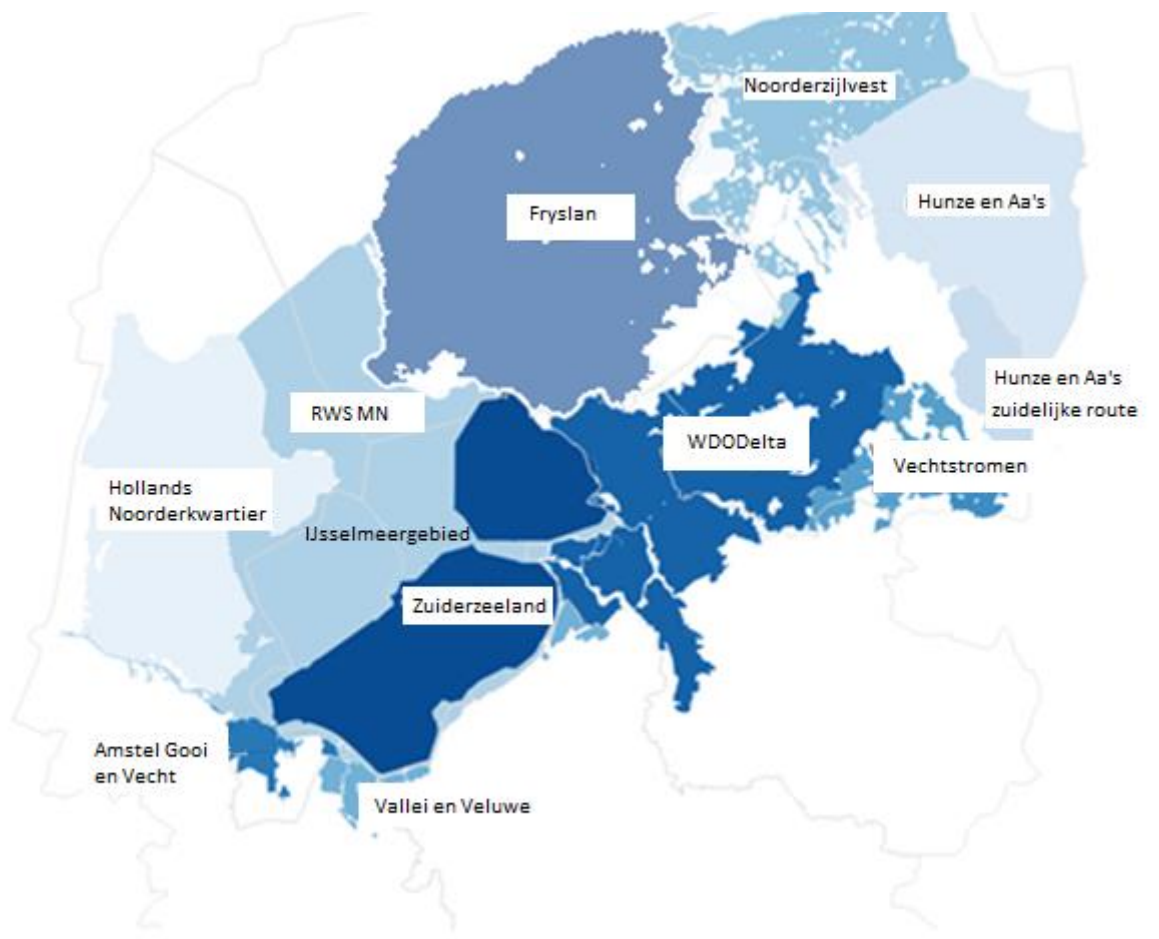 Noorderzijlvest
Hunze en Aa's
Fryslan
Hunze en Aa's
zuidelijke route
RWS MN
WDODelta
Vechtstromen
Hollands
Noorderkwartier
IJsselmeergebied
Zuiderzeeland
Amstel Gooi
en Vecht
Vallei en Veluwe